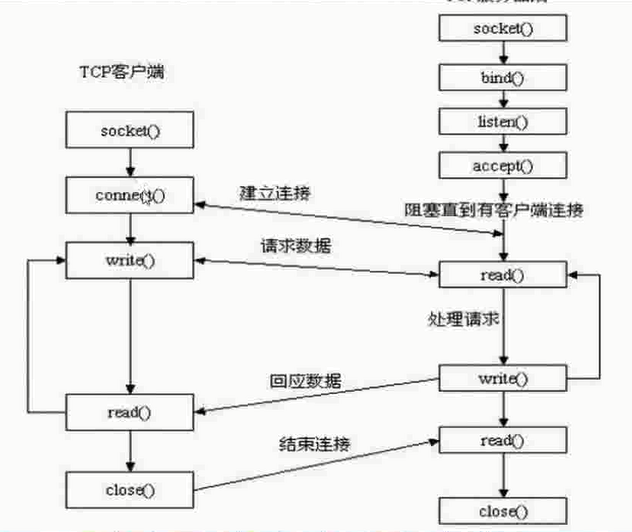 socket()
TCP客户端
bind()
socket()
listen()
accept()
connect()
建立连接
阻塞直到有客户端连接
请求数据
write()
read()
处理请求
回应数据
write()
read()
结束连接
read()
close()
close()